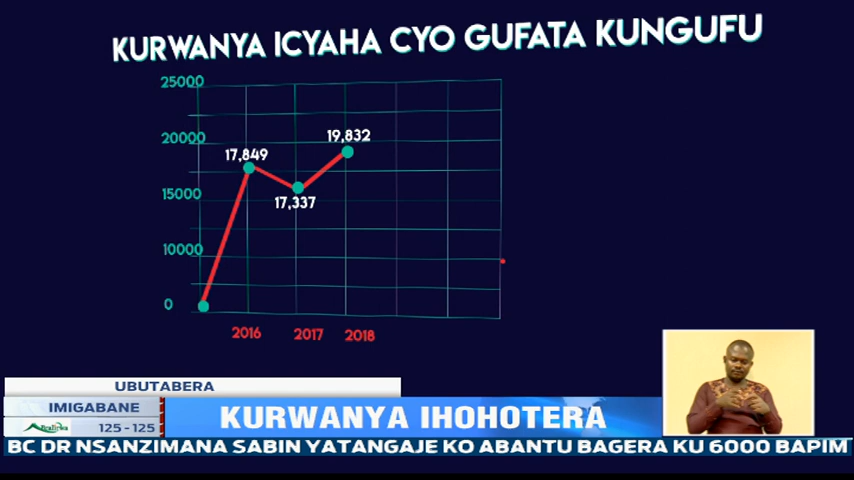 KURWANYA ICYAHA CYO GUFATA KUNGUFU
25000
20000
15000
10000
0
17,849
17,337
19,832
2016 2017 2018
UBUTABERA
IMIGABANE
125 - 125
KURWANYA IHOHOTERA
BC DR NSANZIMANA SABIN YATANGAJE KO ABANTU BAGERA KU 6000 BAPIM